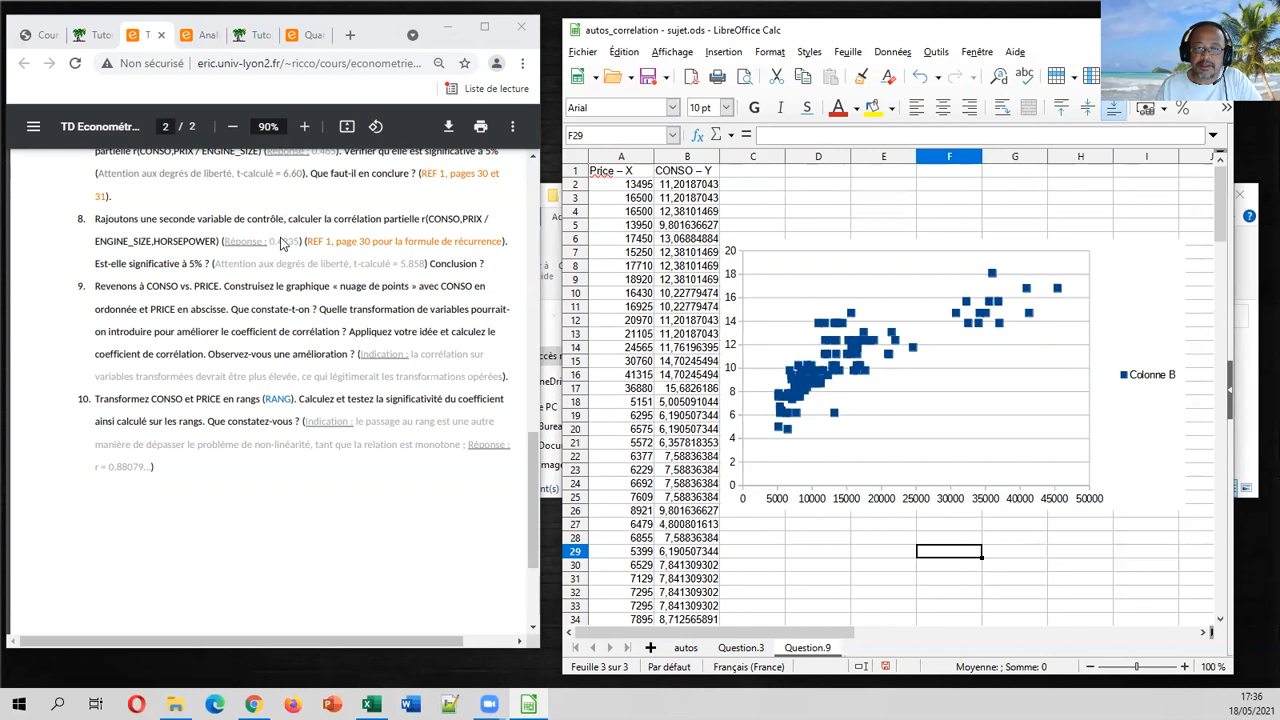 Cour
Tuto
T
Anal
Tuto
Quar
Non sécurisé
eric.univ-lyon2.fr/~ricco/cours/econometrie...
Liste de lecture
TD Économétr...
2 / 2
90%
partielle r(CONSO,PRIX / ENGINE_SIZE) (Réponse : 0.465). Vérifier qu'elle est significative à 5%
(Attention aux degrés de liberté, t-calculé = 6.60). Que faut-il en conclure ? (REF 1, pages 30 et
31).
8. Rajoutons une seconde variable de contrôle, calculer la corrélation partielle r(CONSO,PRIX /
ENGINE_SIZE,HORSEPOWER) (Réponse : (REF 1, page 30 pour la formule de récurrence).
Est-elle significative à 5% ? (Attention aux degrés de liberté, t-calculé = 5.858) Conclusion ?
9. Revenons à CONSO vs. PRICE. Construisez le graphique « nuage de points » avec CONSO en
ordonnée et PRICE en abscisse. Que constate-t-on ? Quelle transformation de variables pourrait-
on introduire pour améliorer le coefficient de corrélation ? Appliquez votre idée et calculez le
coefficient de corrélation. Observez-vous une amélioration ? (Indication : la corrélation sur
variables transformées devrait être plus élevée, ce qui légitimerait les transformations opérées).
10. Transformez CONSO et PRICE en rangs (RANG). Calculez et testez la significativité du coefficient
ainsi calculé sur les rangs. Que constatez-vous ? (Indication : le passage au rang est une autre
manière de dépasser le problème de non-linéarité, tant que la relation est monotone ; Réponse :
r = 0.88079...)
autos_correlation - sujet.ods - LibreOffice Calc
Fichier Édition Affichage Insertion Format Styles Feuille Données Outils Fenêtre Aide
Arial
10 pt
G I S A
abc
%
F29
A B C D E F G H I J
1 Price – X CONSO – Y
2 13495 11,20187043
3 16500 11,20187043
4 16500 12,38101469
5 13950 9,801636627
6 17450 13,06884884
7 15250 12,38101469
8 17710 12,38101469
9 18920 12,38101469
10 16430 10,22779474
11 16925 10,22779474
12 20970 11,20187043
13 21105 11,20187043
14 24565 11,76196395
15 30760 14,70245394
16 41315 14,70245394
17 36880 15,6826186
18 5151 5,005091044
19 6295 6,190507344
20 6575 6,190507344
21 5572 6,357818353
22 6377 7,58836384
23 6229 7,58836384
24 6692 7,58836384
25 7609 7,58836384
26 8921 9,801636627
27 6479 4,800801613
28 6855 7,58836384
29 5399 6,190507344
30 6529 7,841309302
31 7129 7,841309302
32 7295 7,841309302
33 7295 7,841309302
34 7895 8,712565891
20
18
16
14
12
10
8
6
4
2
0
0 5000 10000 15000 20000 25000 30000 35000 40000 45000 50000
Colonne B
autos Question.3 Question.9
Feuille 3 sur 3 Par défaut Français (France) Moyenne: ; Somme: 0 100 %
17:36
18/05/2021